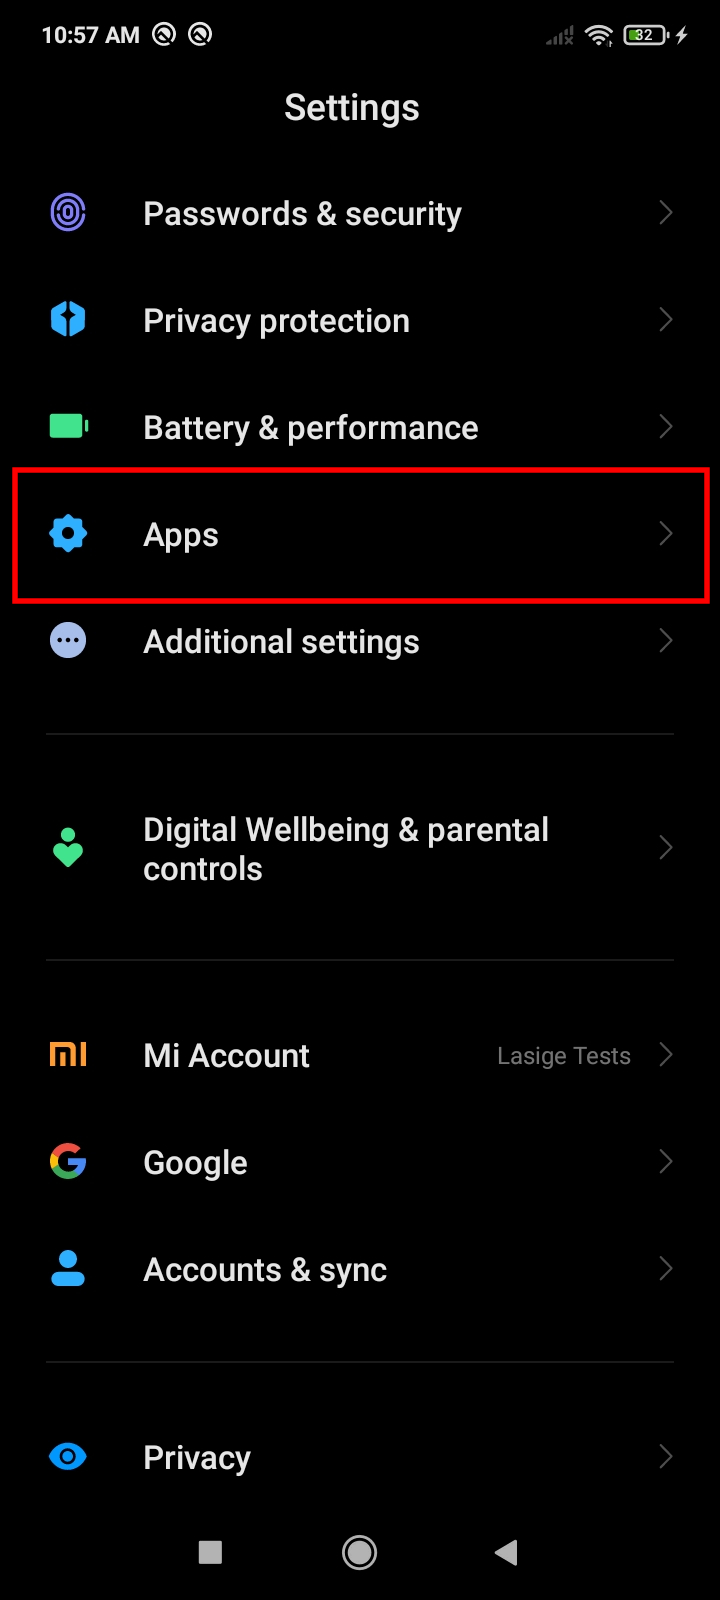 10:57 AM
32
Settings
Passwords & security
Privacy protection
Battery & performance
Apps
Additional settings
Digital Wellbeing & parental
controls
Mi Account
Lasige Tests
Google
Accounts & sync
Privacy